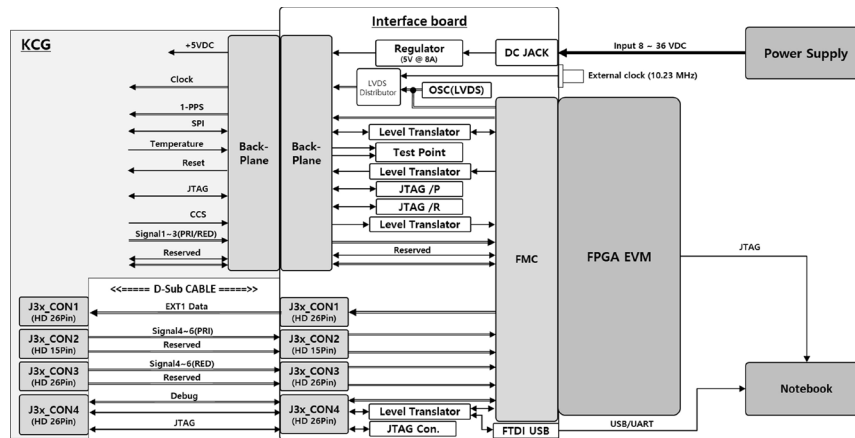 KCG
Interface board
+5VDC
Regulator
(5V @ 8A)
DC JACK
Input 8 ~ 36 VDC
Power Supply
Clock
LVDS
Distributor
OSC(LVDS)
External clock (10.23 MHz)
1-PPS
SPI
Level Translator
Temperature
Back-
Plane
Back-
Plane
Test Point
Reset
Level Translator
JTAG
JTAG /P
JTAG /R
CCS
Level Translator
Signal1~3(PRI/RED)
Reserved
Reserved
FMC
FPGA EVM
JTAG
<<===== D-Sub CABLE =====>>
J3x_CON1
(HD 26Pin)
EXT1 Data
J3x_CON1
(HD 26Pin)
J3x_CON2
(HD 15Pin)
Signal4~6(PRI)
Reserved
J3x_CON2
(HD 15Pin)
J3x_CON3
(HD 26Pin)
Signal4~6(RED)
Reserved
J3x_CON3
(HD 26Pin)
J3x_CON4
(HD 26Pin)
Debug
JTAG
J3x_CON4
(HD 26Pin)
Level Translator
JTAG Con.
FTDI USB
USB/UART
Notebook